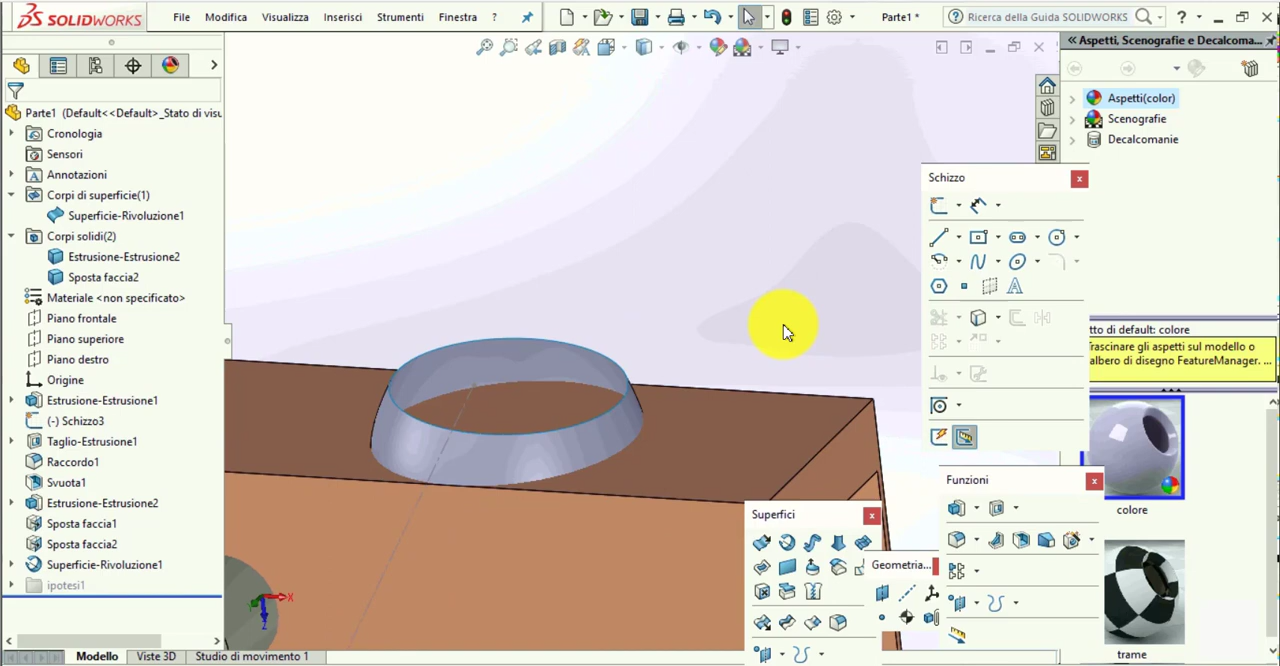 DS SOLIDWORKS
File Modifica Visualizza Inserisci Strumenti Finestra ?
Parte1 *
Ricerca della Guida SOLIDWORKS
?
Aspetti, Scenografie e Decalcoma...
Aspetti(color)
Scenografie
Decalcomanie
Parte1 (Default<<Default>_Stato di visu
Cronologia
Sensori
Annotazioni
Corpi di superficie(1)
Superficie-Rivoluzione1
Corpi solidi(2)
Estrusione-Estrusione2
Sposta faccia2
Materiale <non specificato>
Piano frontale
Piano superiore
Piano destro
Origine
Estrusione-Estrusione1
(-) Schizzo3
Taglio-Estrusione1
Raccordo1
Svuota1
Estrusione-Estrusione2
Sposta faccia1
Sposta faccia2
Superficie-Rivoluzione1
ipotesi1
Schizzo
Funzioni
Superfici
Geometria...
X
Z
tto di default: colore
Trascinare gli aspetti sul modello o
albero di disegno FeatureManager. ...
colore
trame
Modello Viste 3D Studio di movimento 1